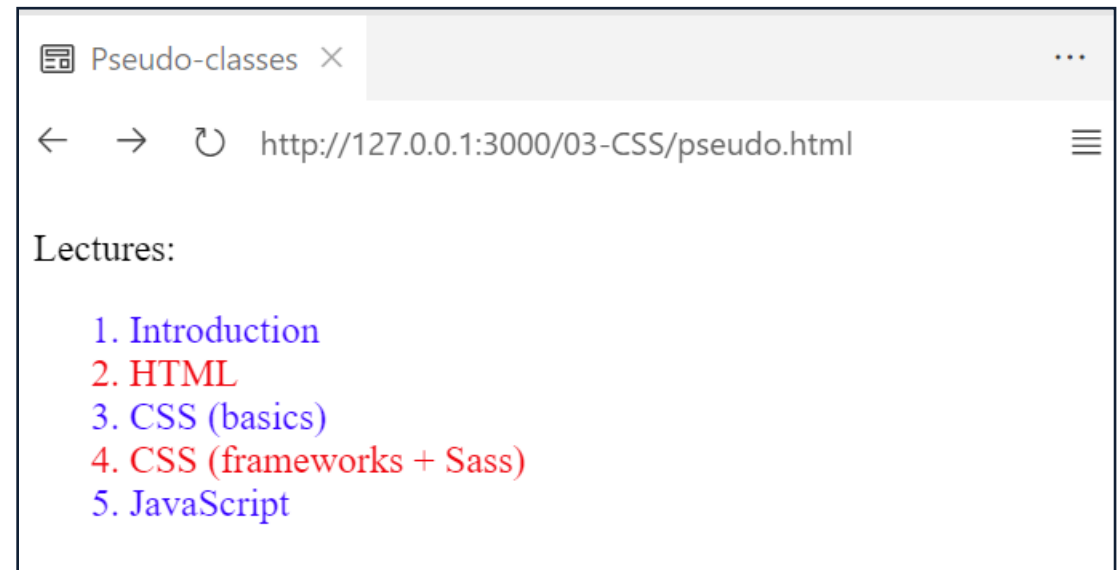 Pseudo-classes
http://127.0.0.1:3000/03-CSS/pseudo.html
Lectures:
1. Introduction
2. HTML
3. CSS (basics)
4. CSS (frameworks + Sass)
5. JavaScript